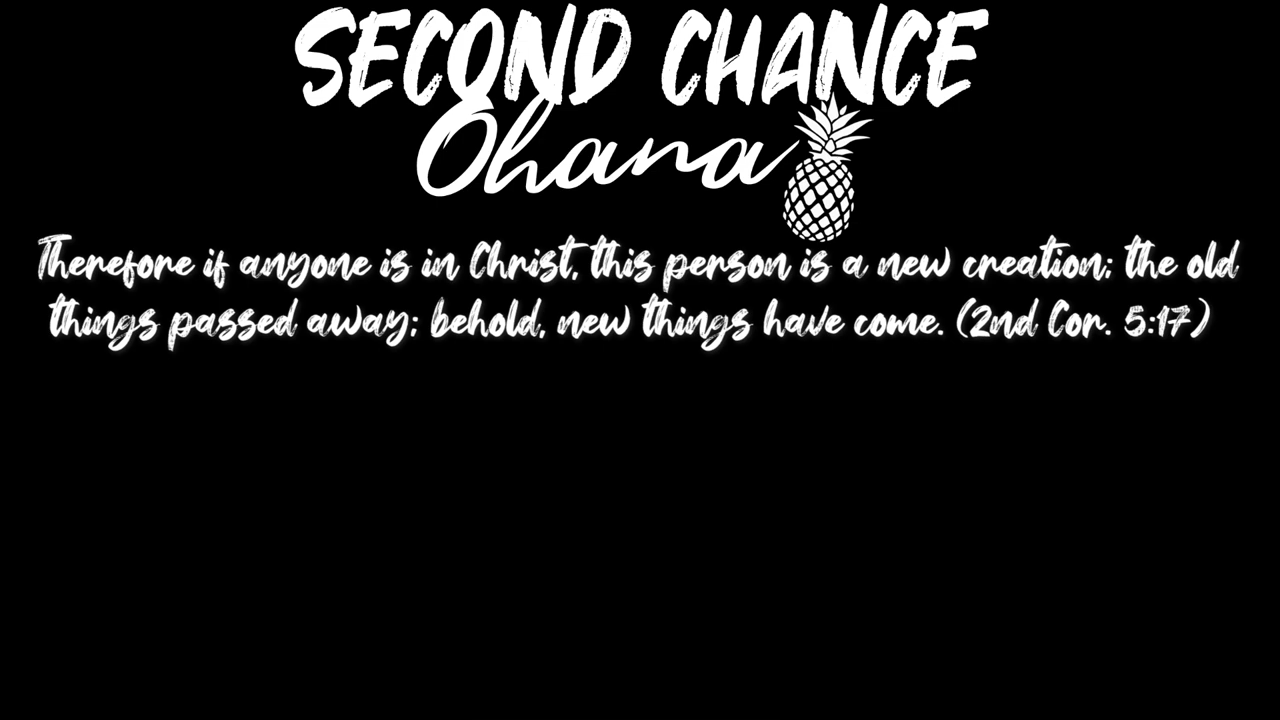 SECOND CHANCE
Ohana
Therefore if anyone is in Christ, this person is a new creation; the old
things passed away; behold, new things have come. (2nd Cor. 5:17)